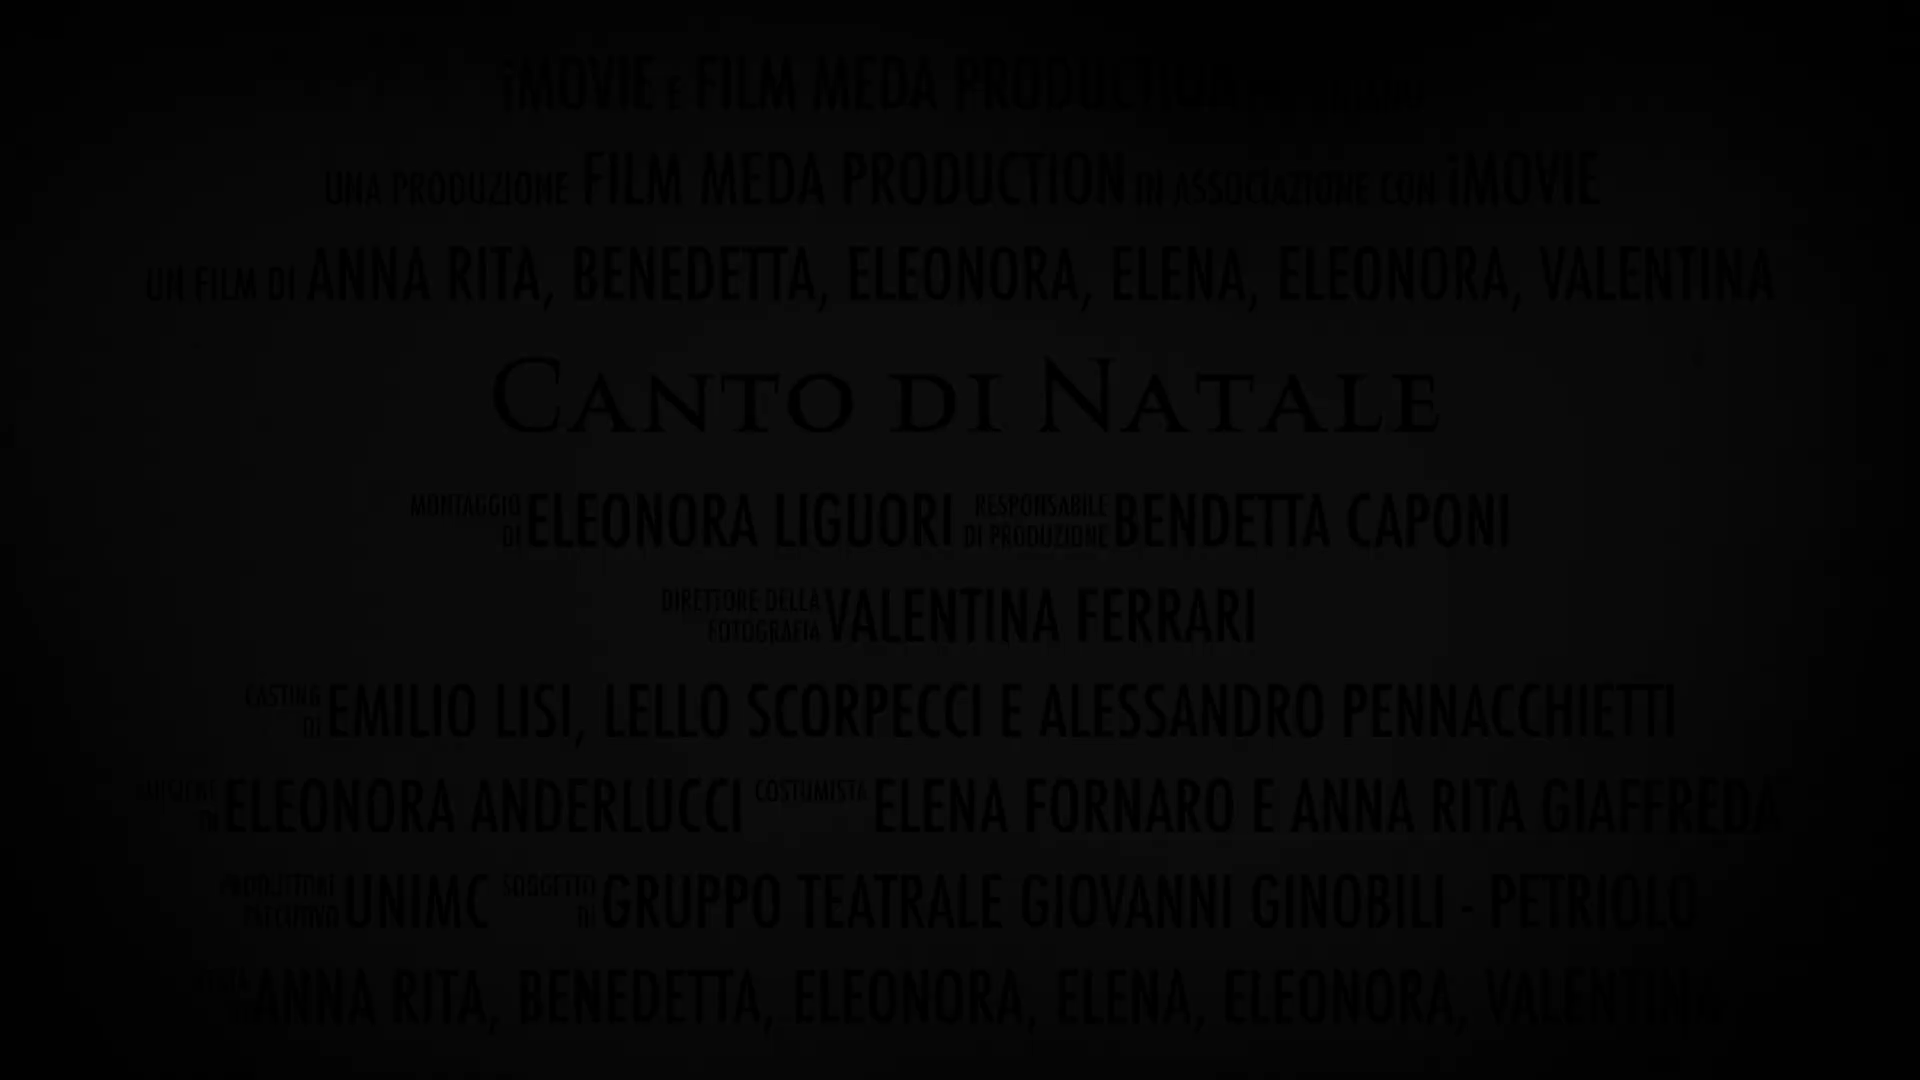 iMOVIE E FILM MEDA PRODUCTION
UNA PRODUZIONE FILM MEDA PRODUCTION IN ASSOCIAZIONE CON iMOVIE
UN FILM DI ANNA RITA, BENEDETTA, ELEONORA, ELENA, ELEONORA, VALENTINA
CANTO DI NATALE
MONTAGGIO DI ELEONORA LIGUORI RESPONSABILE DI PRODUZIONE BENDETTA CAPONI
DIRETTORE DELLA FOTOGRAFIA VALENTINA FERRARI
CASTING DI EMILIO LISI, LELLO SCORPECCI E ALESSANDRO PENNACCHIETTI
MUSICHE DI ELEONORA ANDERLUCCI COSTUMISTA ELENA FORNARO E ANNA RITA GIAFFREDA
PRODUTTORE ESECUTIVO UNIMC SOGGETTO DI GRUPPO TEATRALE GIOVANNI GINOBILI - PETRIOLO
ANNA RITA, BENEDETTA, ELEONORA, ELENA, ELEONORA, VALENTINA